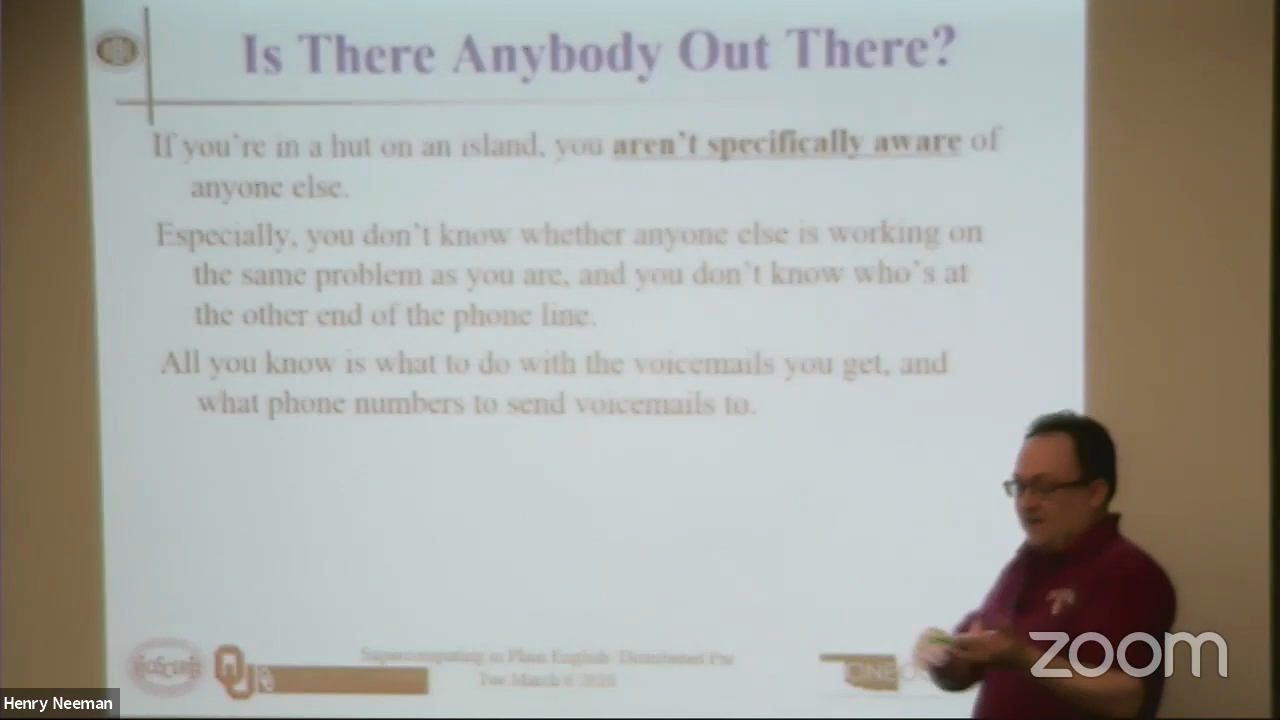 Is There Anybody Out There?
If you're in a hut on an island, you aren't specifically aware of
anyone else.
Especially, you don't know whether anyone else is working on
the same problem as you are, and you don't know who's at
the other end of the phone line.
All you know is what to do with the voicemails you get, and
what phone numbers to send voicemails to.
Supercomputing in Plain English: Distributed Par
Tue March 6
zoom
Henry Neeman